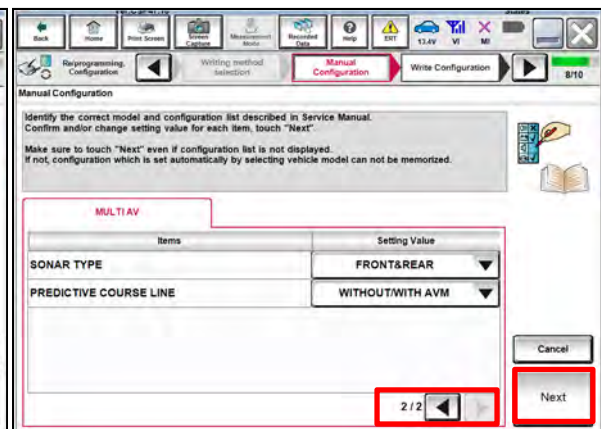 Back
Home
Print Screen
Screen Capture
Measurement Mode
Recorded Data
Help
ERT
13.4V
VI
MI
Reprogramming, Configuration
Writing method selection
Manual Configuration
Write Configuration
8/10
Manual Configuration
Identify the correct model and configuration list described in Service Manual.
Confirm and/or change setting value for each item, touch "Next".
Make sure to touch "Next" even if configuration list is not displayed.
If not, configuration which is set automatically by selecting vehicle model can not be memorized.
MULTI AV
Items
Setting Value
SONAR TYPE
FRONT&REAR
PREDICTIVE COURSE LINE
WITHOUT/WITH AVM
Cancel
2/2
Next